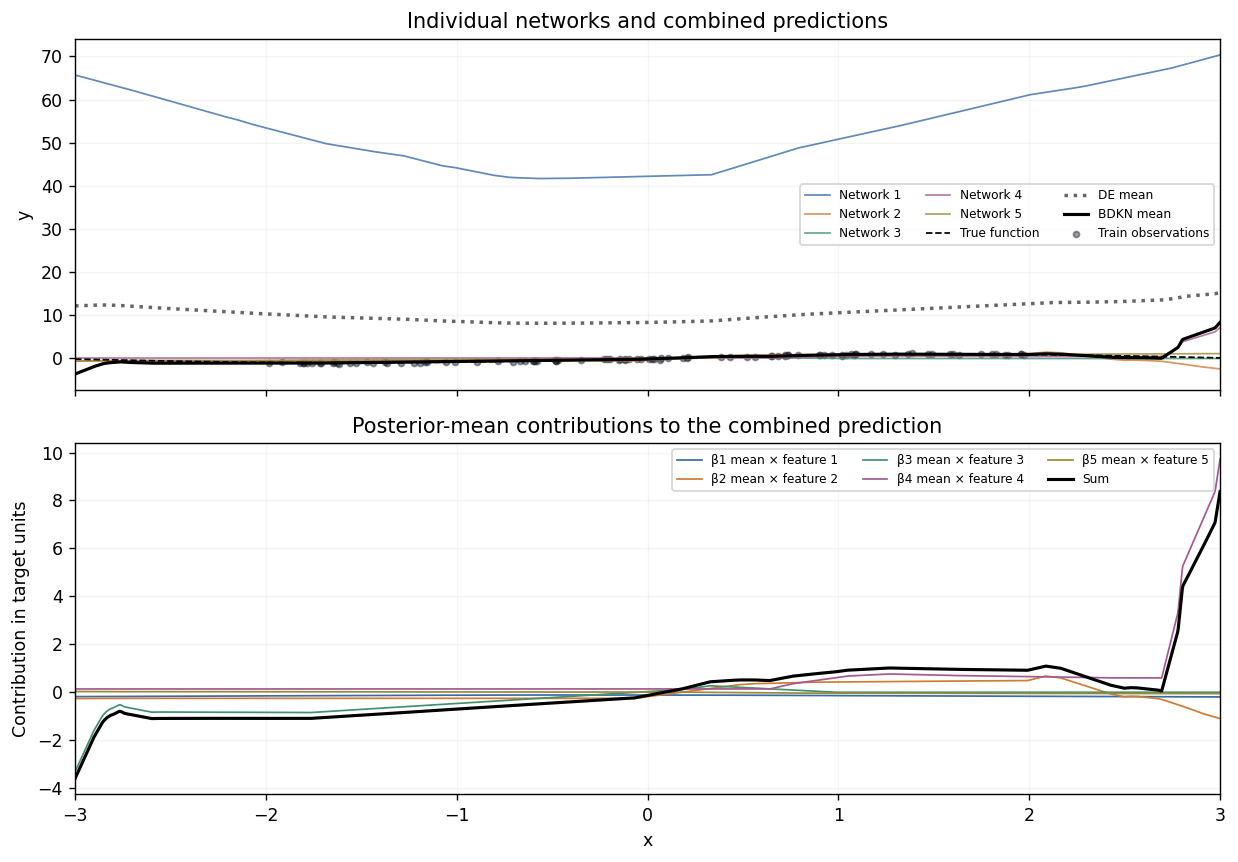 Individual networks and combined predictions
70
60
50
40
30
20
10
0
y
Network 1
Network 2
Network 3
Network 4
Network 5
True function
DE mean
BDKN mean
Train observations
Posterior-mean contributions to the combined prediction
10
8
6
4
2
0
−2
−4
Contribution in target units
β1 mean × feature 1
β2 mean × feature 2
β3 mean × feature 3
β4 mean × feature 4
β5 mean × feature 5
Sum
−3
−2
−1
0
1
2
3
x